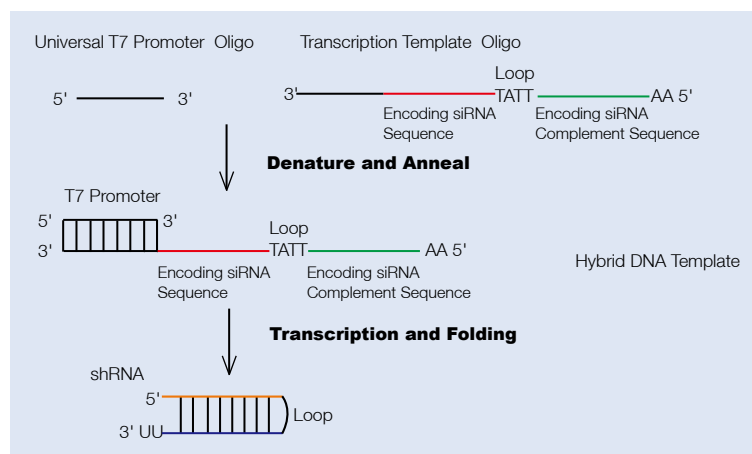 Universal T7 Promoter Oligo
Transcription Template Oligo
Loop
5' 3'
3' TATT AA 5'
Encoding siRNA
Sequence
Encoding siRNA
Complement Sequence
Denature and Anneal
T7 Promoter
5' 3'
Loop
3' TATT AA 5'
Encoding siRNA
Sequence
Encoding siRNA
Complement Sequence
Hybrid DNA Template
Transcription and Folding
shRNA
5'
Loop
3' UU